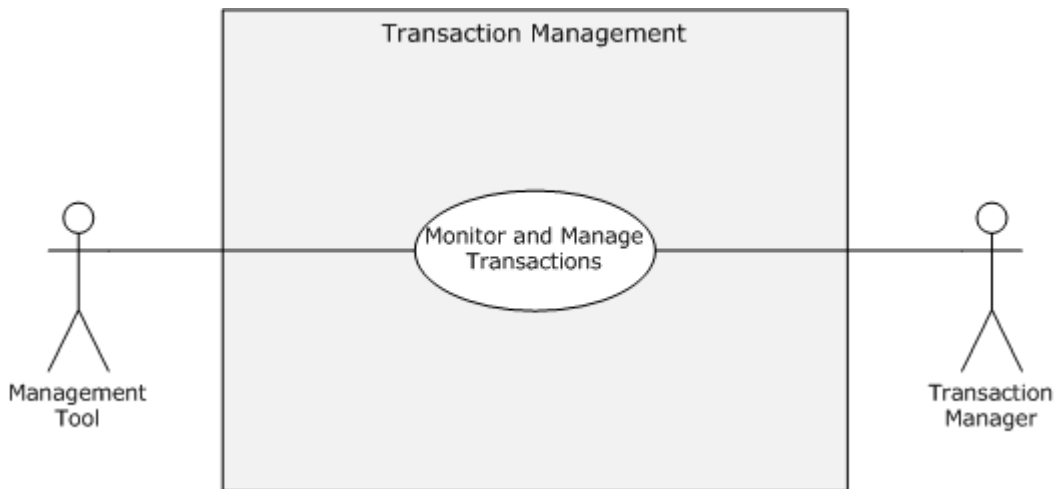 Transaction Management
Monitor and Manage
Transactions
Management
Tool
Transaction
Manager